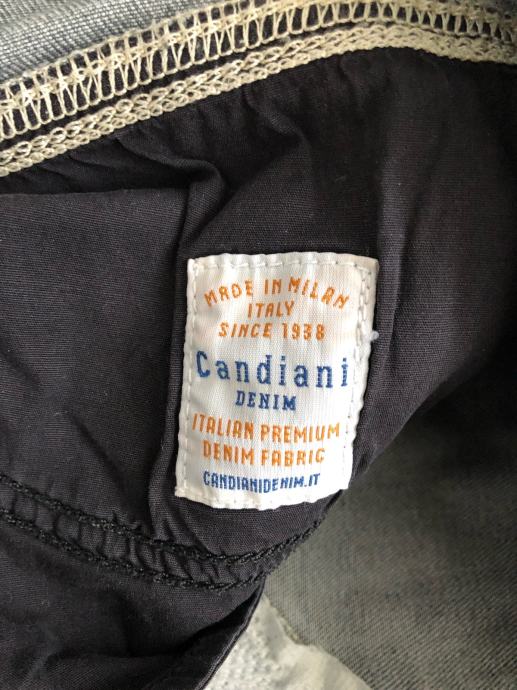 MADE IN MILAN
ITALY
SINCE 1938
Candiani
DENIM
ITALIAN PREMIUM
DENIM FABRIC
CANDIANIDENIM.IT